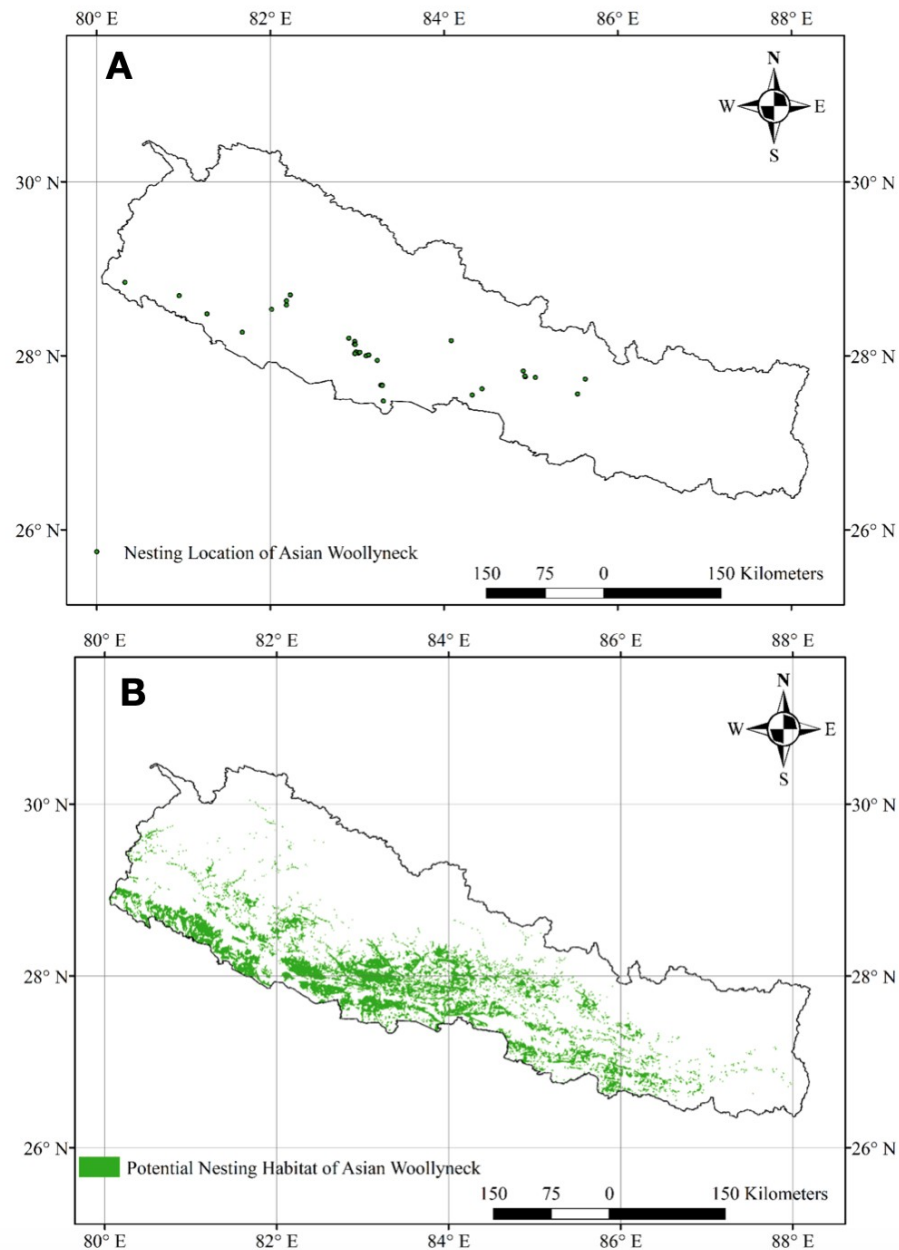 80° E 82° E 84° E 86° E 88° E
A
N
W E
S
30° N 30° N
28° N 28° N
26° N 26° N
Nesting Location of Asian Woollyneck
150 75 0 150 Kilometers
80° E 82° E 84° E 86° E 88° E
B
N
W E
S
30° N 30° N
28° N 28° N
26° N 26° N
Potential Nesting Habitat of Asian Woollyneck
150 75 0 150 Kilometers
80° E 82° E 84° E 86° E 88° E